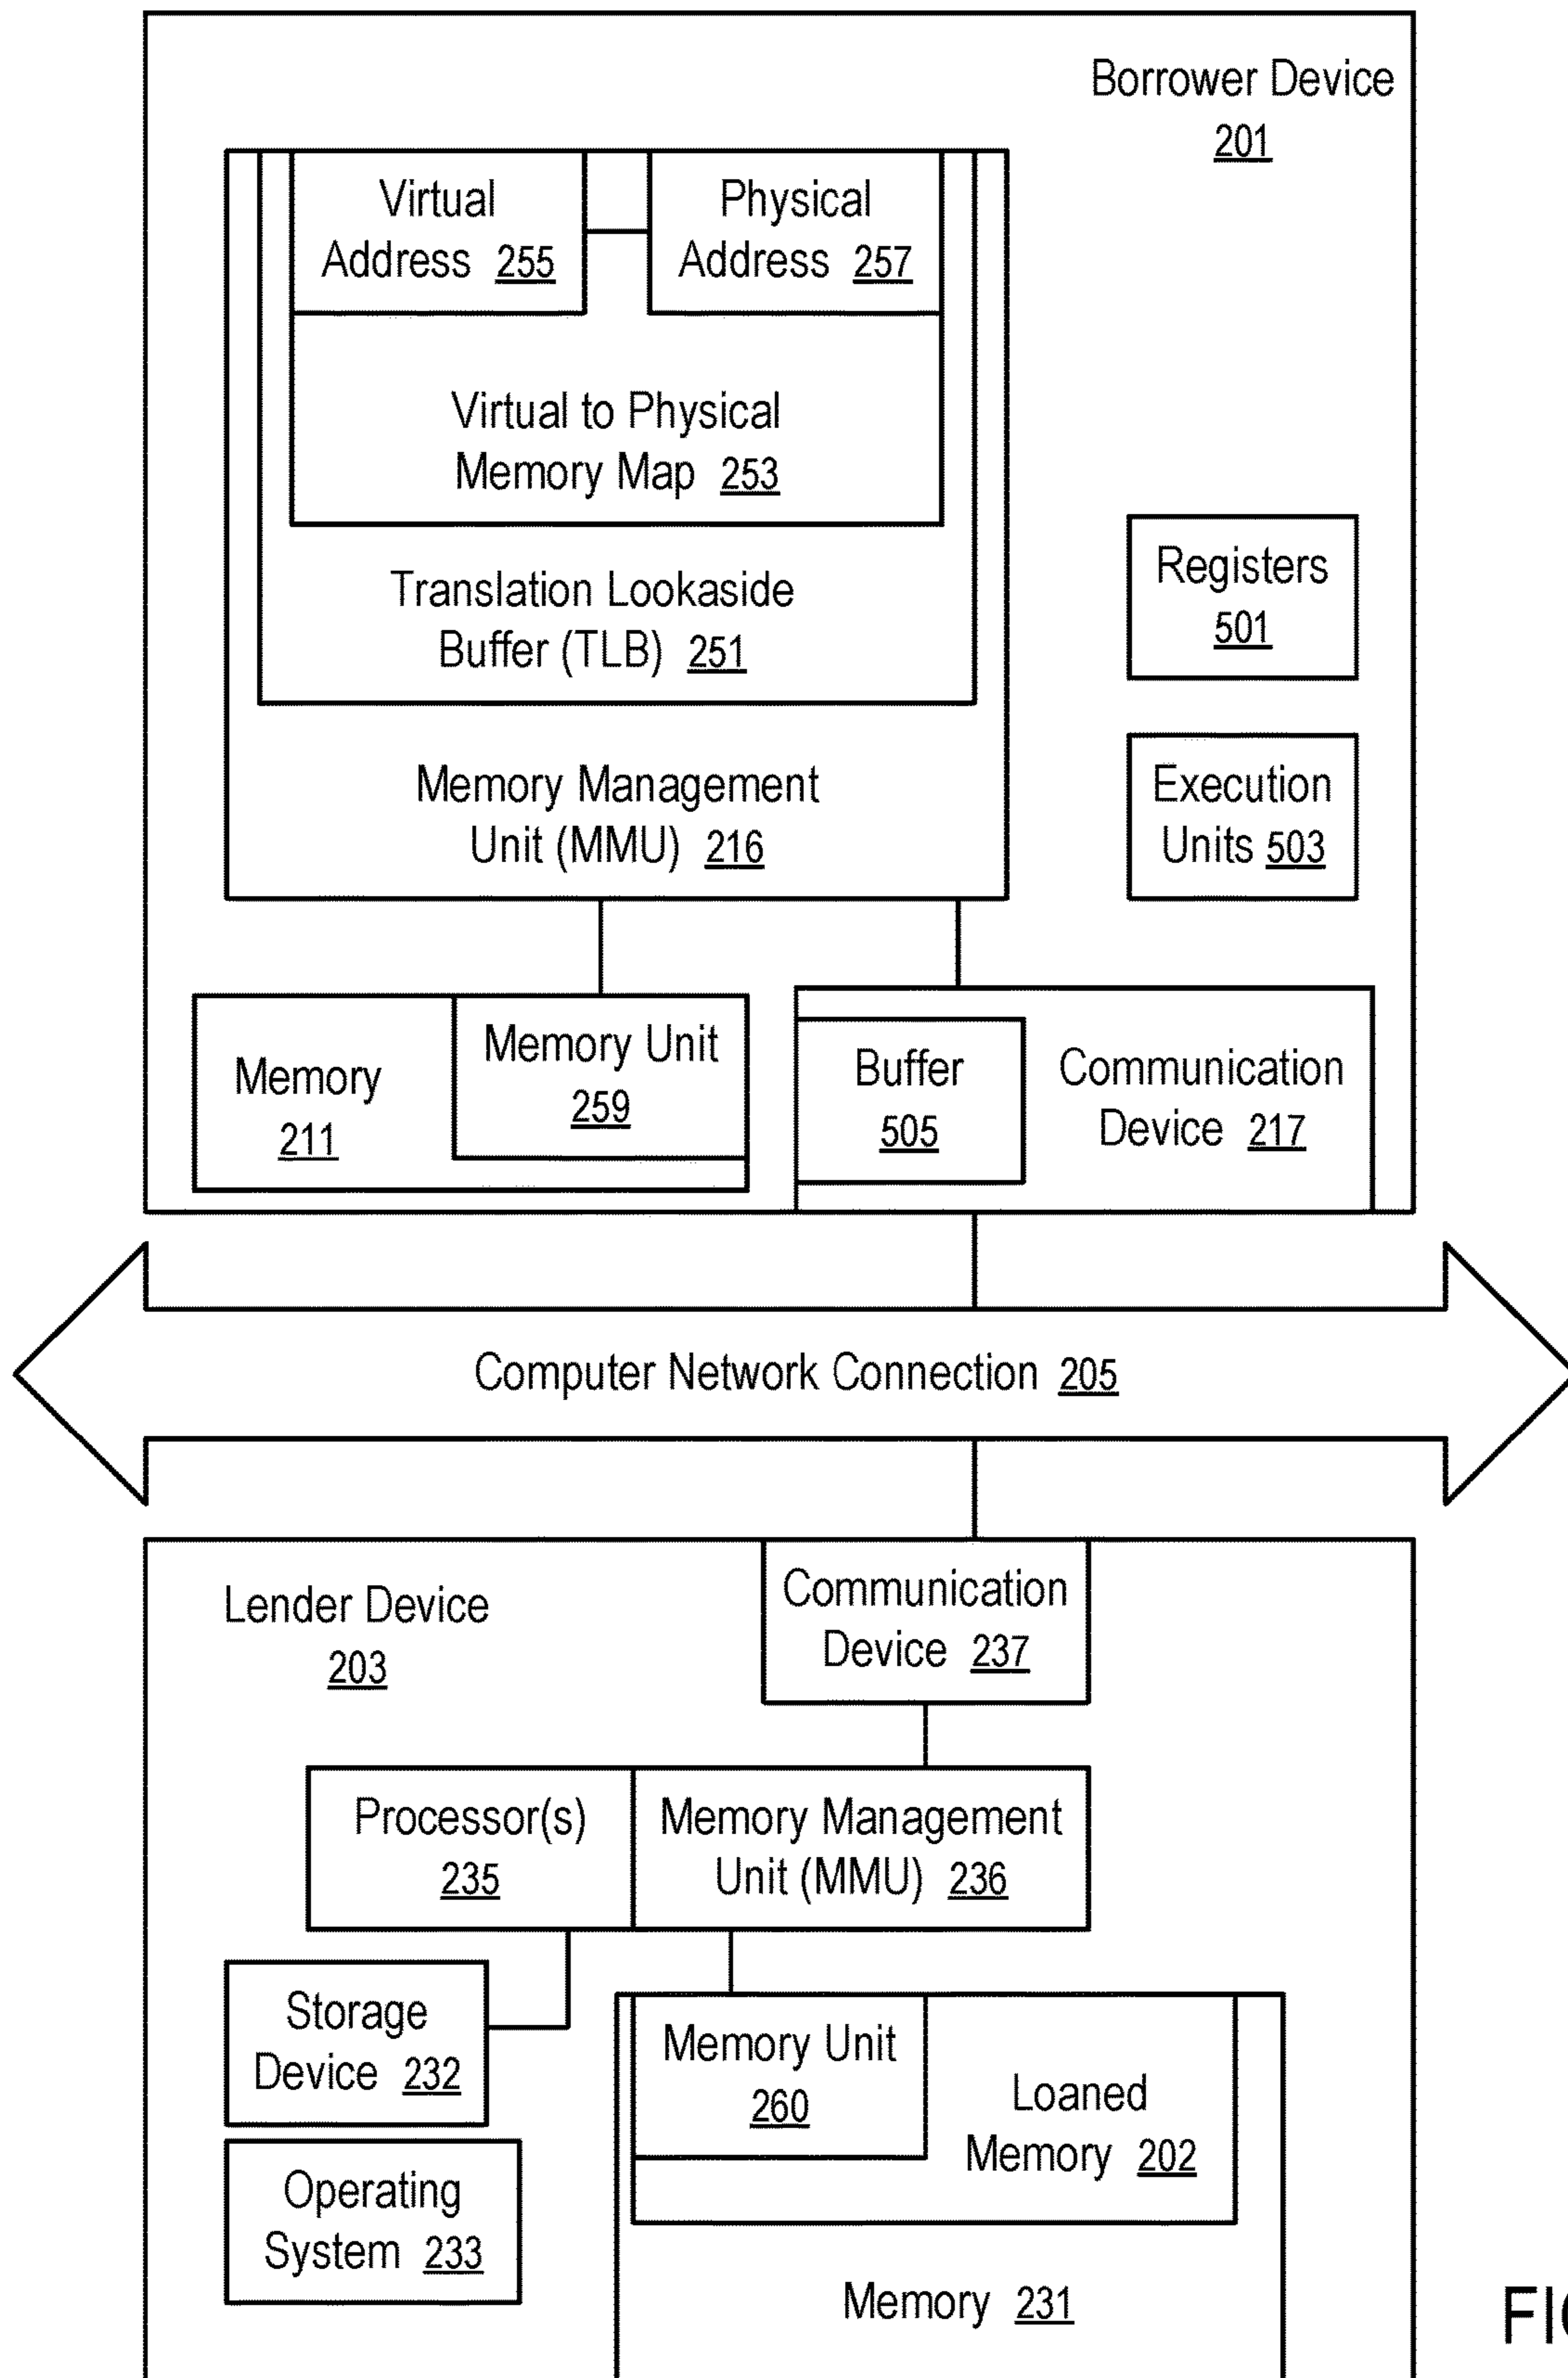 Borrower Device
201
Virtual
Address 255
Physical
Address 257
Virtual to Physical
Memory Map 253
Translation Lookaside
Buffer (TLB) 251
Registers
501
Memory Management
Unit (MMU) 216
Execution
Units 503
Memory
211
Memory Unit
259
Buffer
505
Communication
Device 217
Computer Network Connection 205
Lender Device
203
Communication
Device 237
Processor(s)
235
Memory Management
Unit (MMU) 236
Storage
Device 232
Memory Unit
260
Loaned
Memory 202
Operating
System 233
Memory 231